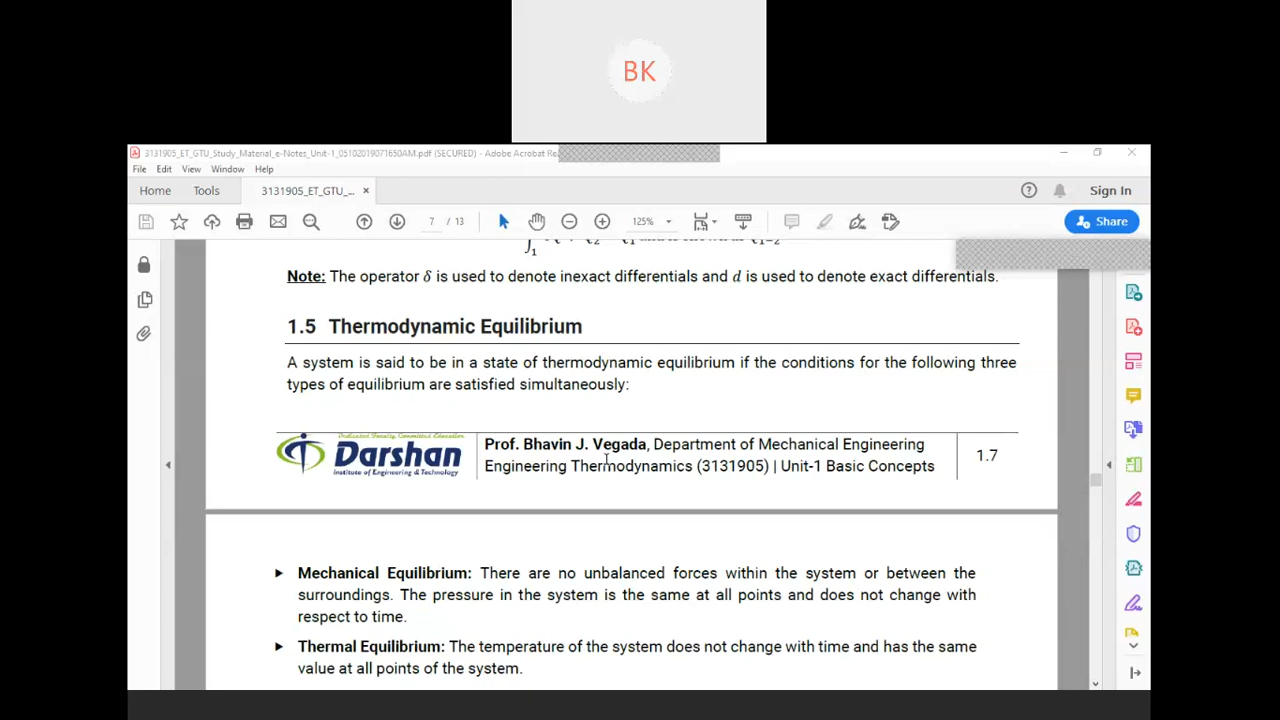 BK
3131905_ET_GTU_Study_Material_e-Notes_Unit-1_05102019071650AM.pdf (SECURED) - Adobe Acrobat Re
File Edit View Window Help
Home Tools 3131905_ET_GTU_... × Sign In
7 / 13 125% Share
Note: The operator δ is used to denote inexact differentials and d is used to denote exact differentials.
1.5 Thermodynamic Equilibrium
A system is said to be in a state of thermodynamic equilibrium if the conditions for the following three
types of equilibrium are satisfied simultaneously:
Dedicated Faculty, Committed Education
Darshan
Institute of Engineering & Technology
Prof. Bhavin J. Vegada, Department of Mechanical Engineering
Engineering Thermodynamics (3131905) | Unit-1 Basic Concepts
1.7
Mechanical Equilibrium: There are no unbalanced forces within the system or between the
surroundings. The pressure in the system is the same at all points and does not change with
respect to time.
Thermal Equilibrium: The temperature of the system does not change with time and has the same
value at all points of the system.